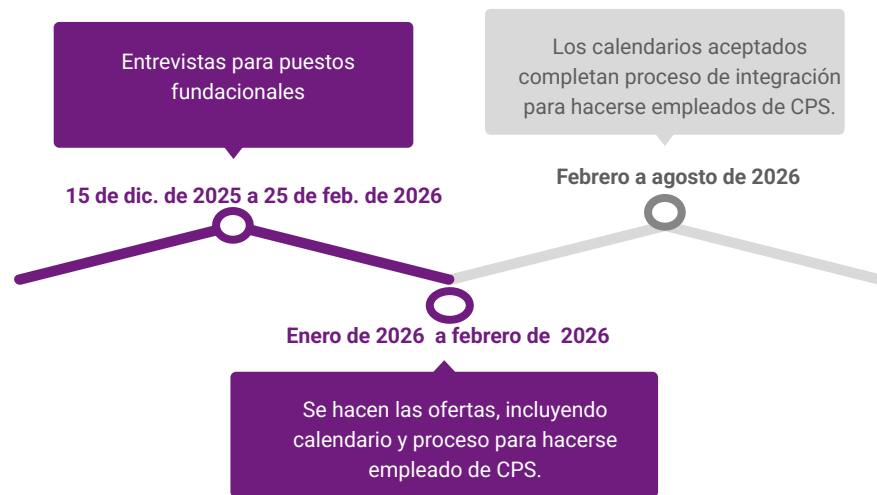 Entrevistas para puestos
fundacionales
15 de dic. de 2025 a 25 de feb. de 2026
Los calendarios aceptados
completan proceso de integración
para hacerse empleados de CPS.
Febrero a agosto de 2026
Enero de 2026  a febrero de  2026
Se hacen las ofertas, incluyendo
calendario y proceso para hacerse
empleado de CPS.